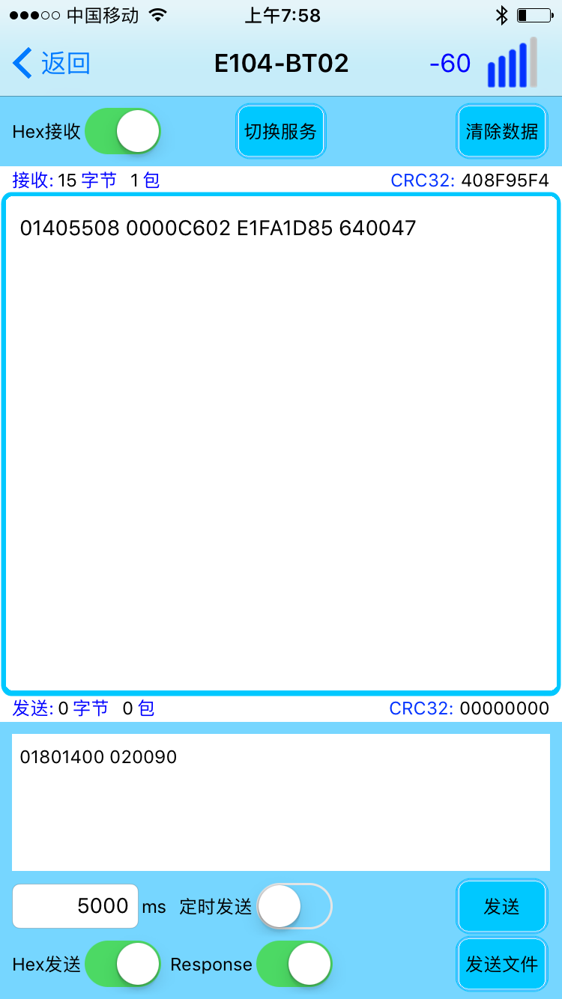 中国移动 上午7:58
返回 E104-BT02 -60
Hex接收 切换服务 清除数据
接收: 15 字节 1 包 CRC32: 408F95F4
01405508 0000C602 E1FA1D85 640047
发送: 0 字节 0 包 CRC32: 00000000
01801400 020090
5000 ms 定时发送 发送
Hex发送 Response 发送文件